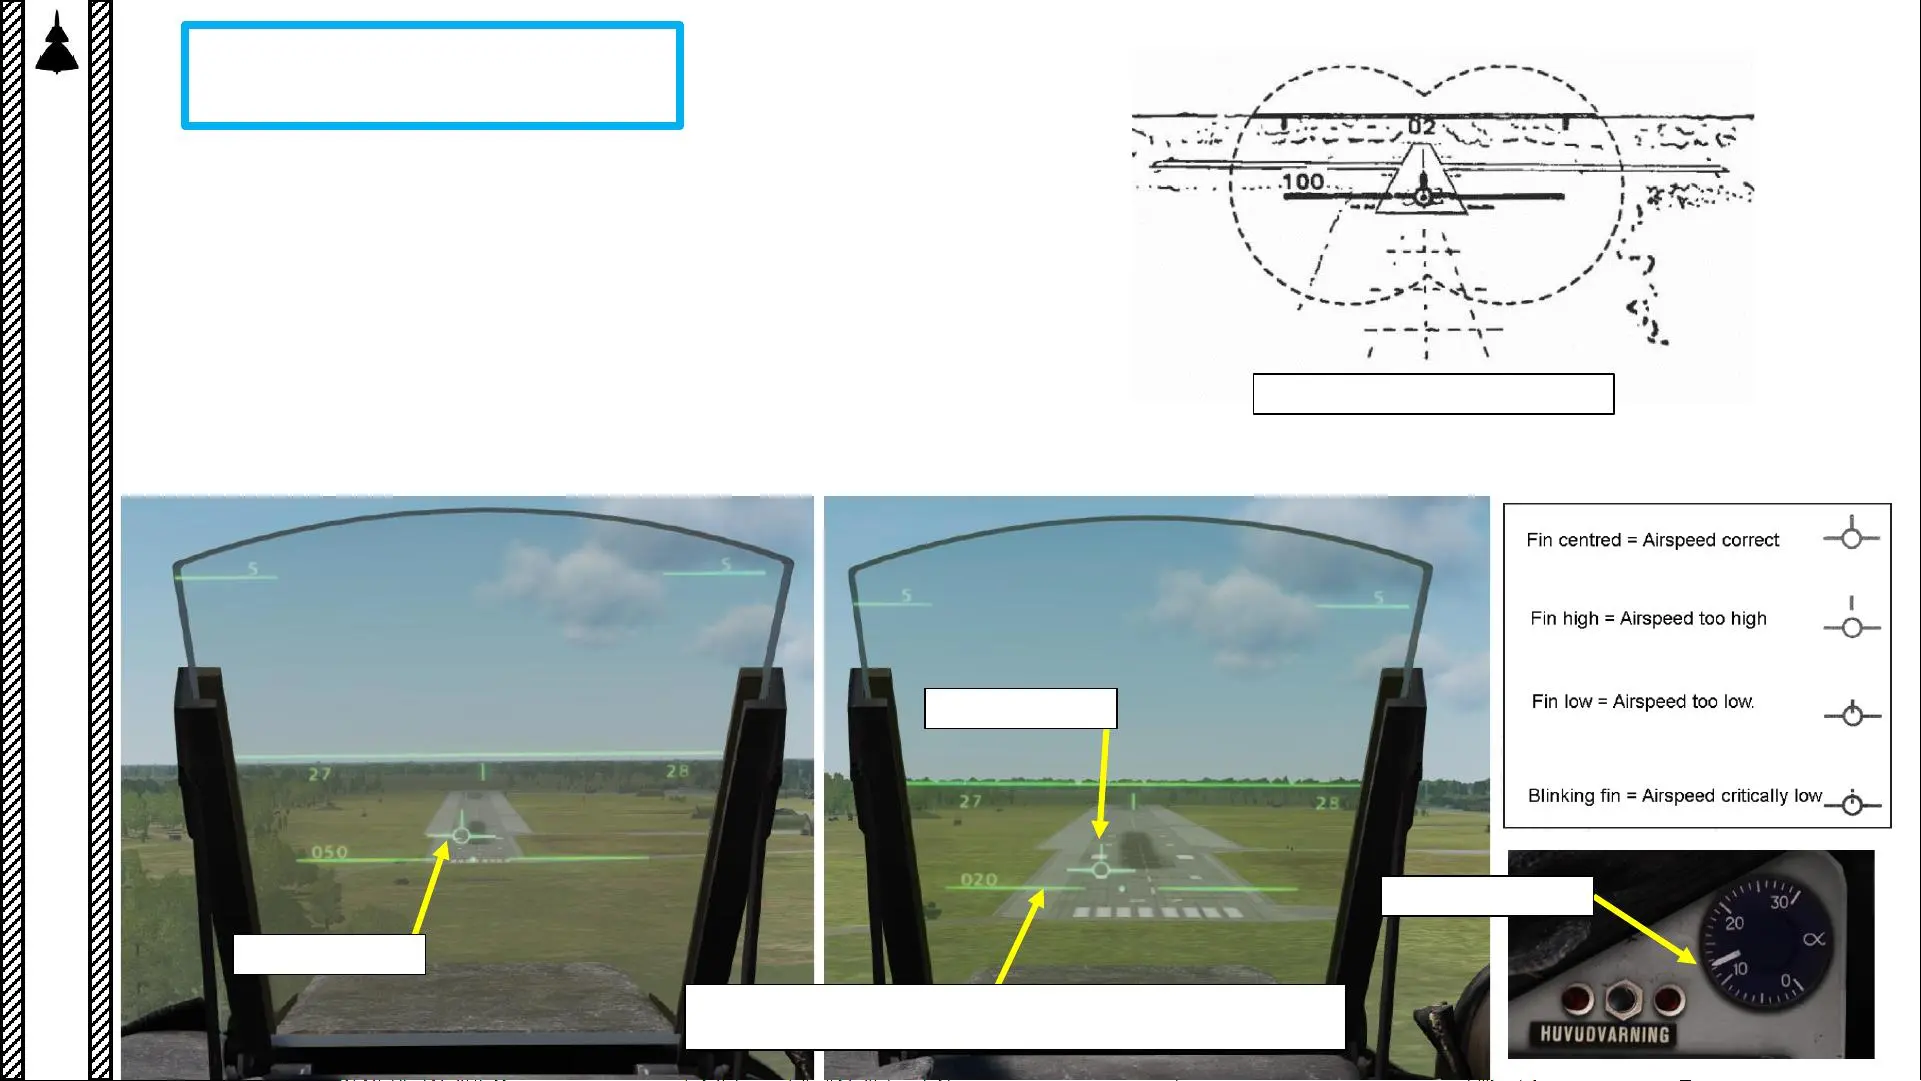 02
100
5 5
27 28
050
5 5
27 28
020
Fin centred = Airspeed correct
Fin high = Airspeed too high
Fin low = Airspeed too low.
Blinking fin = Airspeed critically low
30
20
α
10
0
HUVUDVARNING